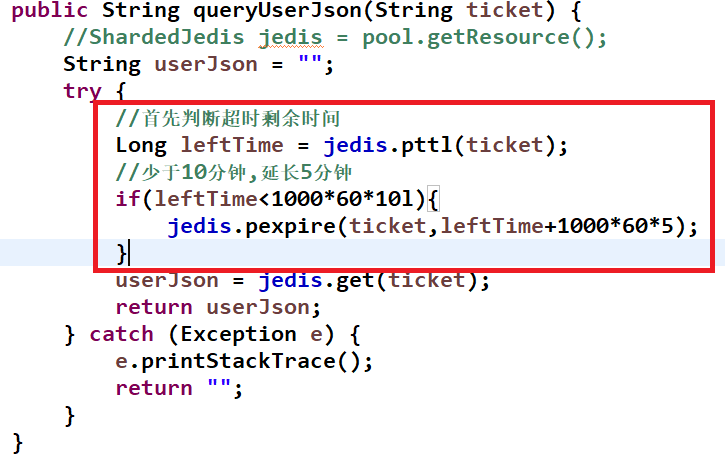 public String queryUserJson(String ticket) {
//ShardedJedis jedis = pool.getResource();
String userJson = "";
try {
//首先判断超时剩余时间
Long leftTime = jedis.pttl(ticket);
//少于10分钟,延长5分钟
if(leftTime<1000*60*10l){
jedis.pexpire(ticket,leftTime+1000*60*5);
}
userJson = jedis.get(ticket);
return userJson;
} catch (Exception e) {
e.printStackTrace();
return "";
}
}